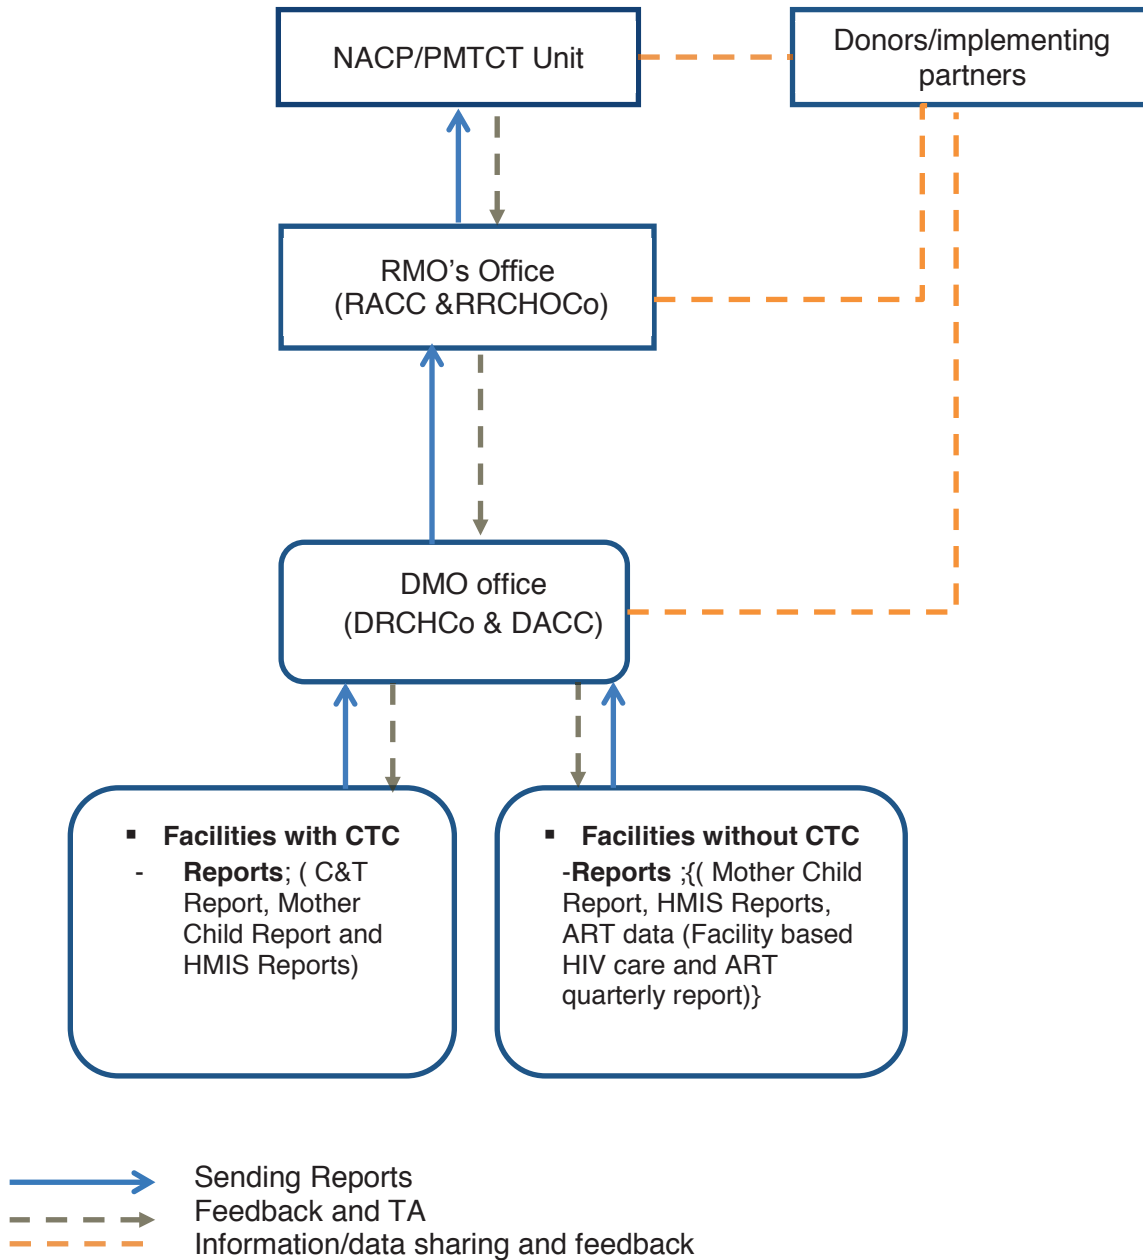 NACP/PMTCT Unit
Donors/implementing
partners
RMO’s Office
(RACC &RRCHOCo)
DMO office
(DRCHCo & DACC)
▪ Facilities with CTC
- Reports; ( C&T
Report, Mother
Child Report and
HMIS Reports)
▪ Facilities without CTC
-Reports ;{( Mother Child
Report, HMIS Reports,
ART data (Facility based
HIV care and ART
quarterly report)}
Sending Reports
Feedback and TA
Information/data sharing and feedback